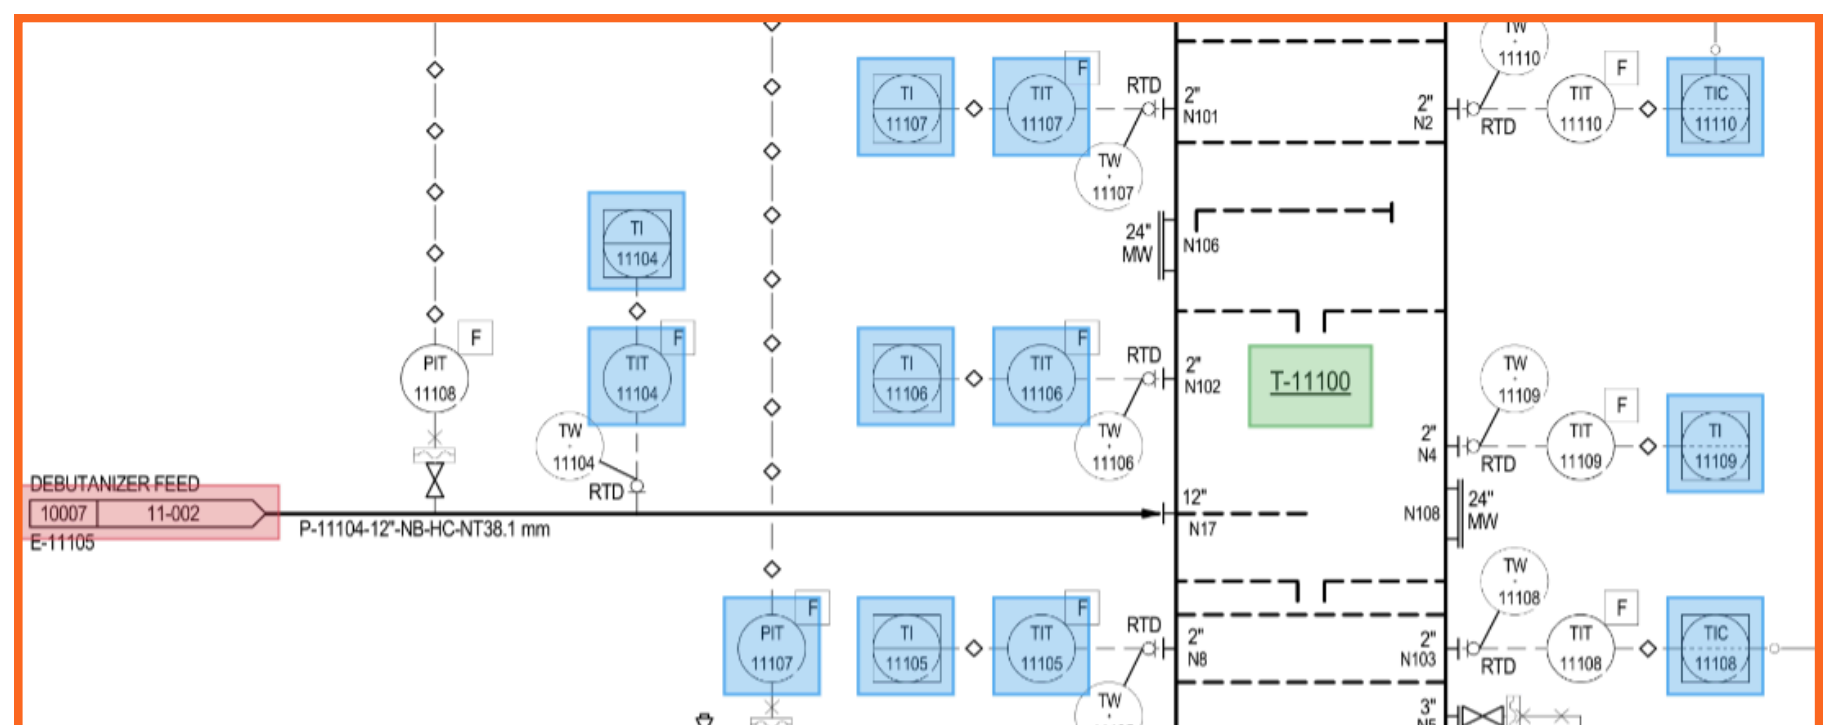 TW
11110
F
TI
11107
TIT
11107
RTD
2"
N101
2"
N2
RTD
TIT
11110
F
TIC
11110
TW
11107
TI
11104
24"
MW
N106
PIT
11108
F
TIT
11104
F
TW
11104
RTD
TI
11106
TIT
11106
F
RTD
2"
N102
TW
11106
T-11100
TW
11109
2"
N4
RTD
TIT
11109
F
TI
11109
DEBUTANIZER FEED
10007
11-002
E-11105
P-11104-12"-NB-HC-NT38.1 mm
12"
N17
N108
24"
MW
PIT
11107
F
TI
11105
TIT
11105
F
RTD
2"
N8
TW
TW
11108
2"
N103
RTD
TIT
11108
F
TIC
11108
3"
N5